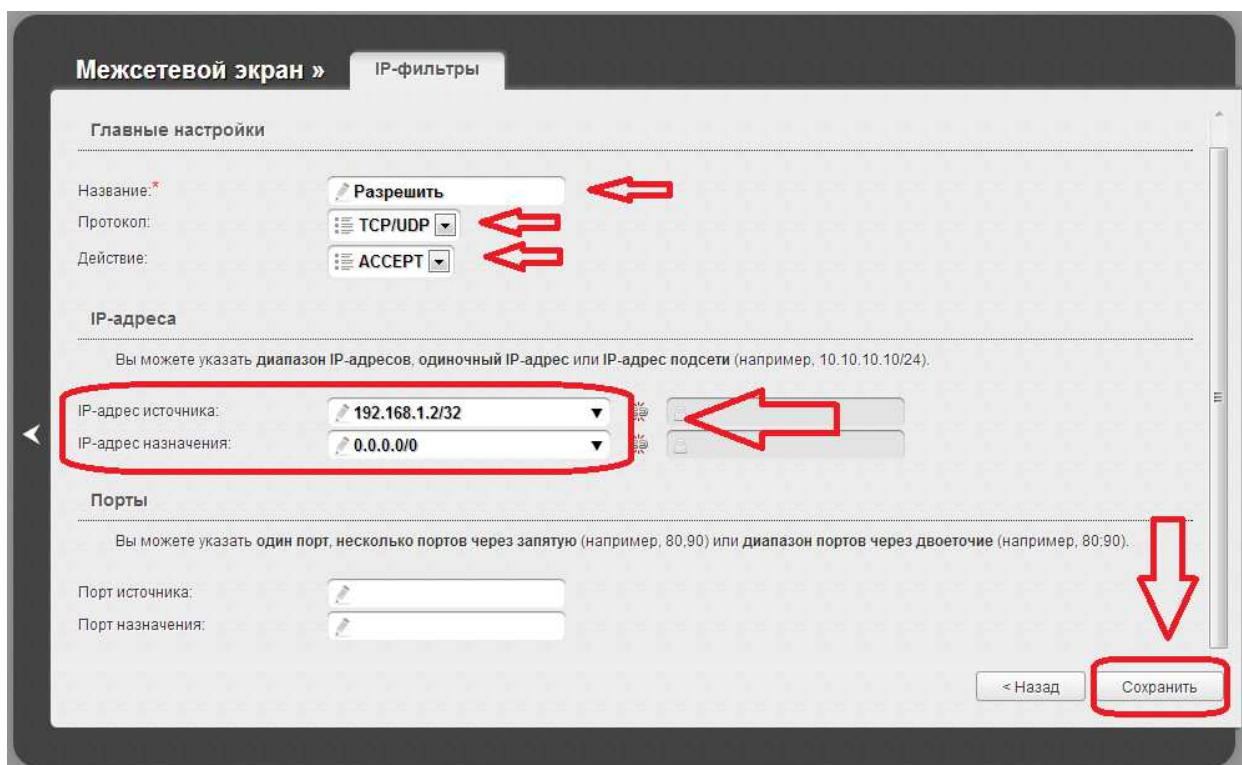 Межсетевой экран » IP-фильтры
Главные настройки
Название:* Разрешить
Протокол: TCP/UDP
Действие: ACCEPT
IP-адреса
Вы можете указать диапазон IP-адресов, одиночный IP-адрес или IP-адрес подсети (например, 10.10.10.10/24).
IP-адрес источника: 192.168.1.2/32
IP-адрес назначения: 0.0.0.0/0
Порты
Вы можете указать один порт, несколько портов через запятую (например, 80,90) или диапазон портов через двоеточие (например, 80:90).
Порт источника:
Порт назначения:
< Назад Сохранить